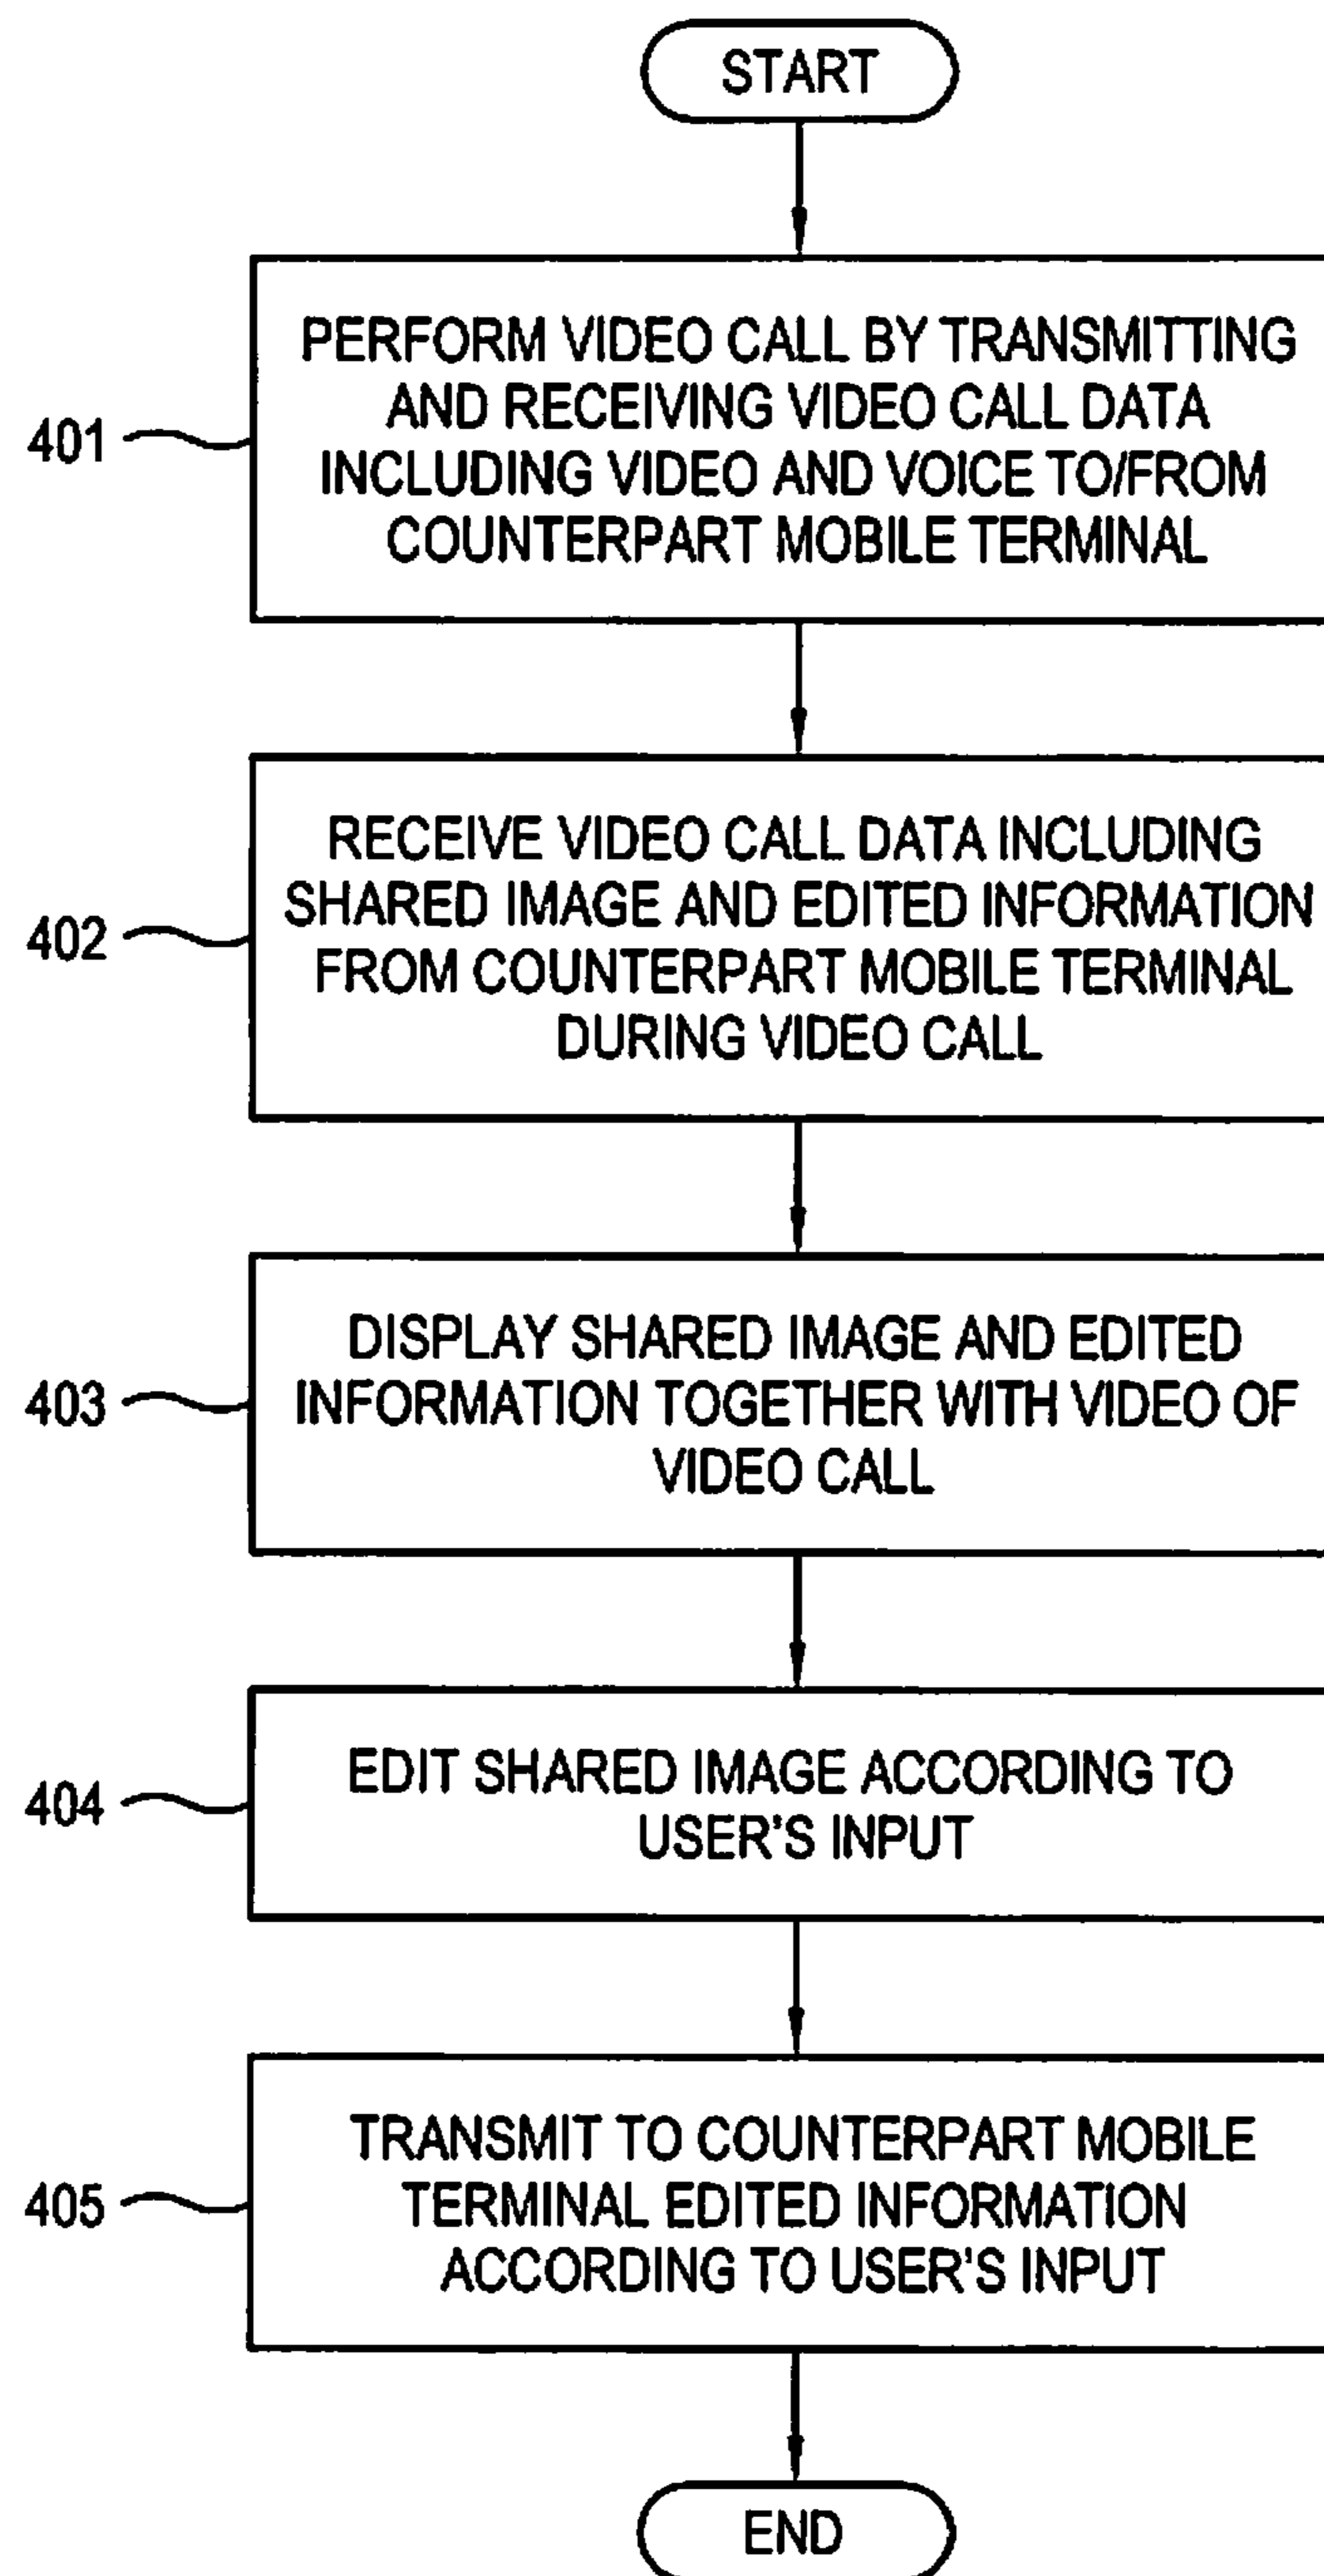 START
401
PERFORM VIDEO CALL BY TRANSMITTING
AND RECEIVING VIDEO CALL DATA
INCLUDING VIDEO AND VOICE TO/FROM
COUNTERPART MOBILE TERMINAL
402
RECEIVE VIDEO CALL DATA INCLUDING
SHARED IMAGE AND EDITED INFORMATION
FROM COUNTERPART MOBILE TERMINAL
DURING VIDEO CALL
403
DISPLAY SHARED IMAGE AND EDITED
INFORMATION TOGETHER WITH VIDEO OF
VIDEO CALL
404
EDIT SHARED IMAGE ACCORDING TO
USER'S INPUT
405
TRANSMIT TO COUNTERPART MOBILE
TERMINAL EDITED INFORMATION
ACCORDING TO USER'S INPUT
END